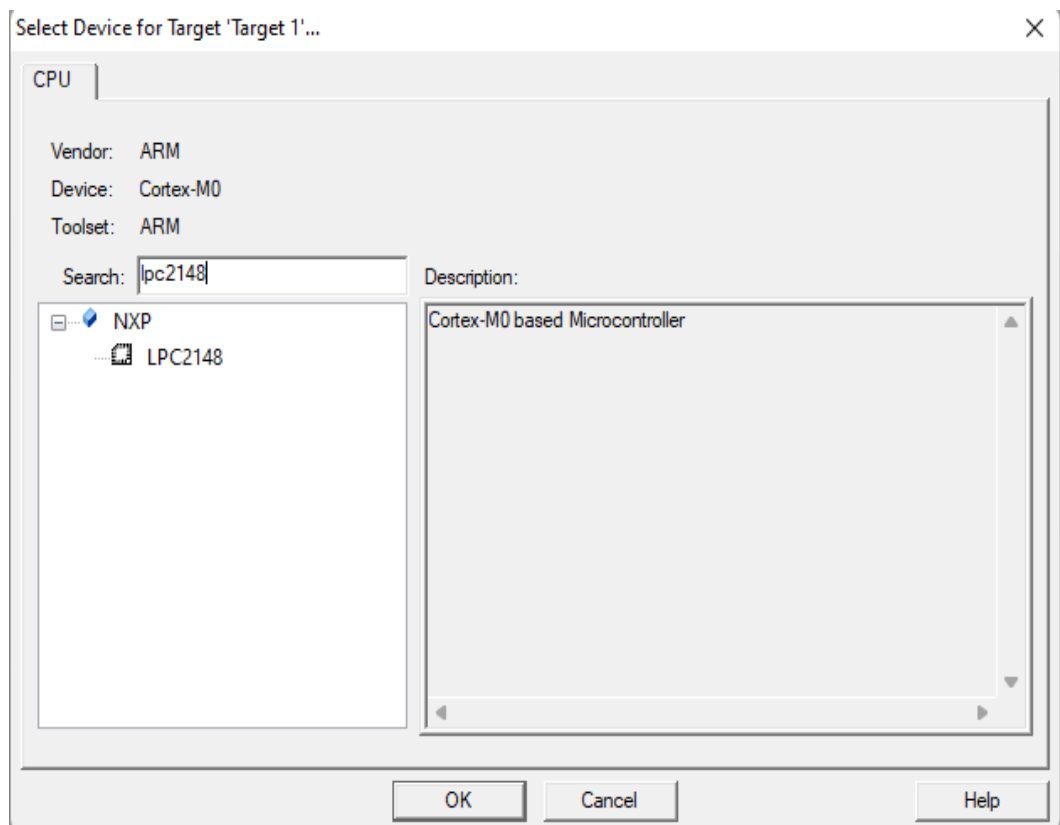 Select Device for Target 'Target 1'...
CPU
Vendor: ARM
Device: Cortex-M0
Toolset: ARM
Search: lpc2148
Description:
NXP
LPC2148
Cortex-M0 based Microcontroller
OK Cancel Help